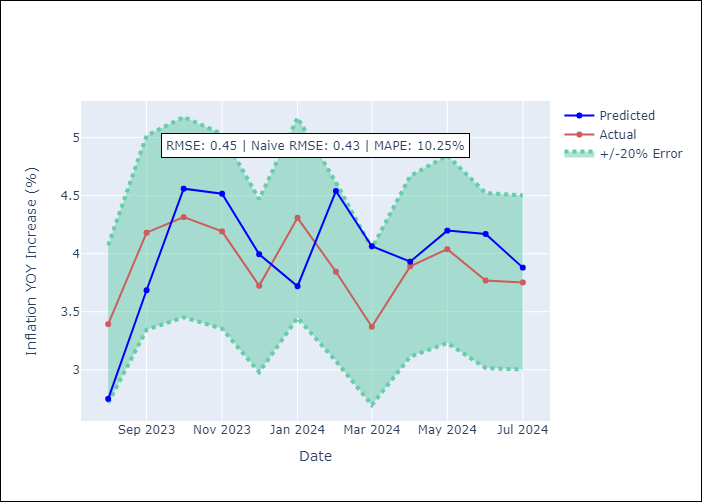 RMSE: 0.45 | Naive RMSE: 0.43 | MAPE: 10.25%
Predicted
Actual
+/-20% Error
5
4.5
4
3.5
3
Inflation YOY Increase (%)
Sep 2023
Nov 2023
Jan 2024
Mar 2024
May 2024
Jul 2024
Date